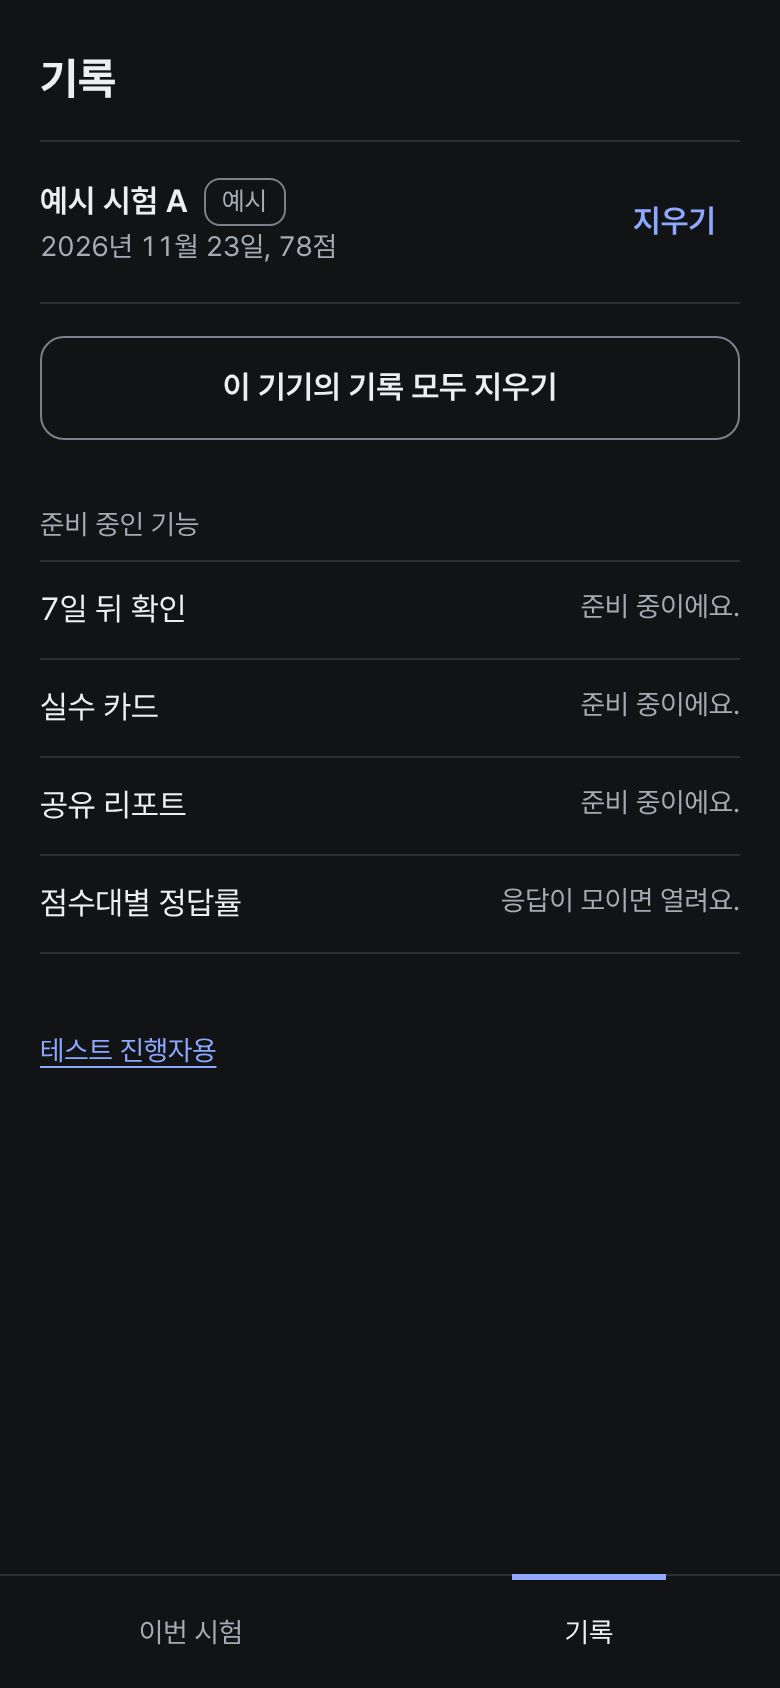 기록
예시 시험 A 예시
2026년 11월 23일, 78점
지우기
이 기기의 기록 모두 지우기
준비 중인 기능
7일 뒤 확인 준비 중이에요.
실수 카드 준비 중이에요.
공유 리포트 준비 중이에요.
점수대별 정답률 응답이 모이면 열려요.
테스트 진행자용
이번 시험 기록